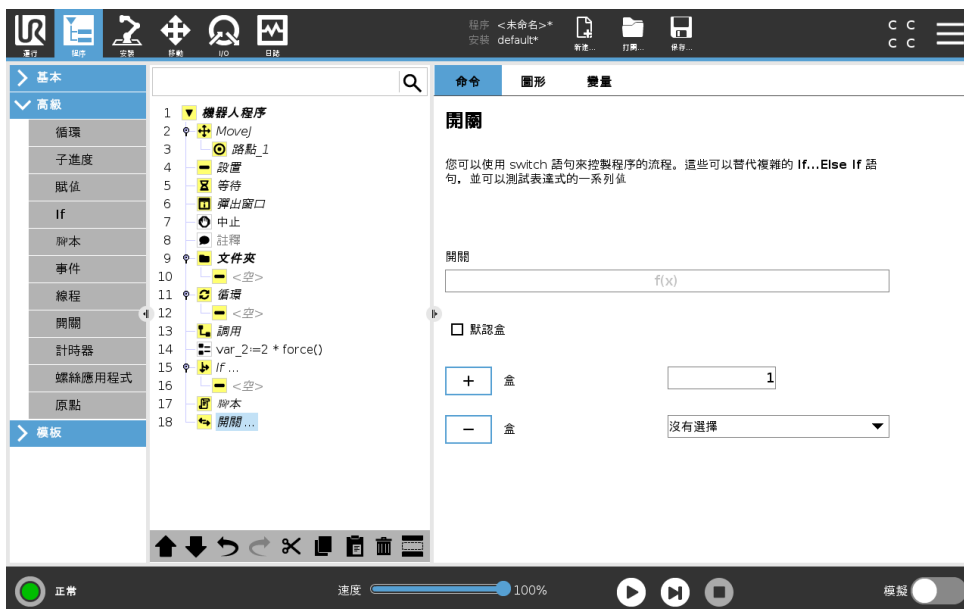 UR
運行
程序
安裝
移動
I/O
日誌
程序 <未命名>*
安裝 default*
新建...
打開...
保存...
C C
C C
基本
高級
循環
子進度
賦值
If
腳本
事件
線程
開關
計時器
螺絲應用程式
原點
模板
1 機器人程序
2 MoveJ
3 路點_1
4 設置
5 等待
6 彈出窗口
7 中止
8 註釋
9 文件夾
10 <空>
11 循環
12 <空>
13 調用
14 var_2:=2 * force()
15 If ...
16 <空>
17 腳本
18 開關 ...
命令 圖形 變量
開關
您可以使用 switch 語句來控製程序的流程。這些可以替代複雜的 If...Else If 語
句，並可以測試表達式的一系列值
開關
f(x)
默認盒
+ 盒 1
− 盒 沒有選擇
正常
速度 100%
模擬